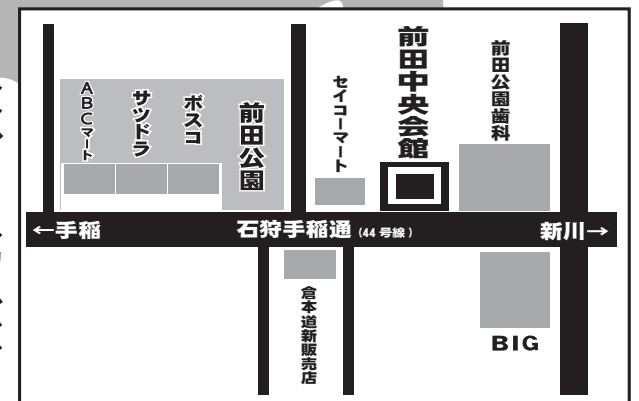 ABCマート
サツドラ
ボスコ
前田公園
セイコーマート
前田中央会館
前田公園歯科
←手稲
石狩手稲通(44号線)
新川→
倉本道新販売店
BIG